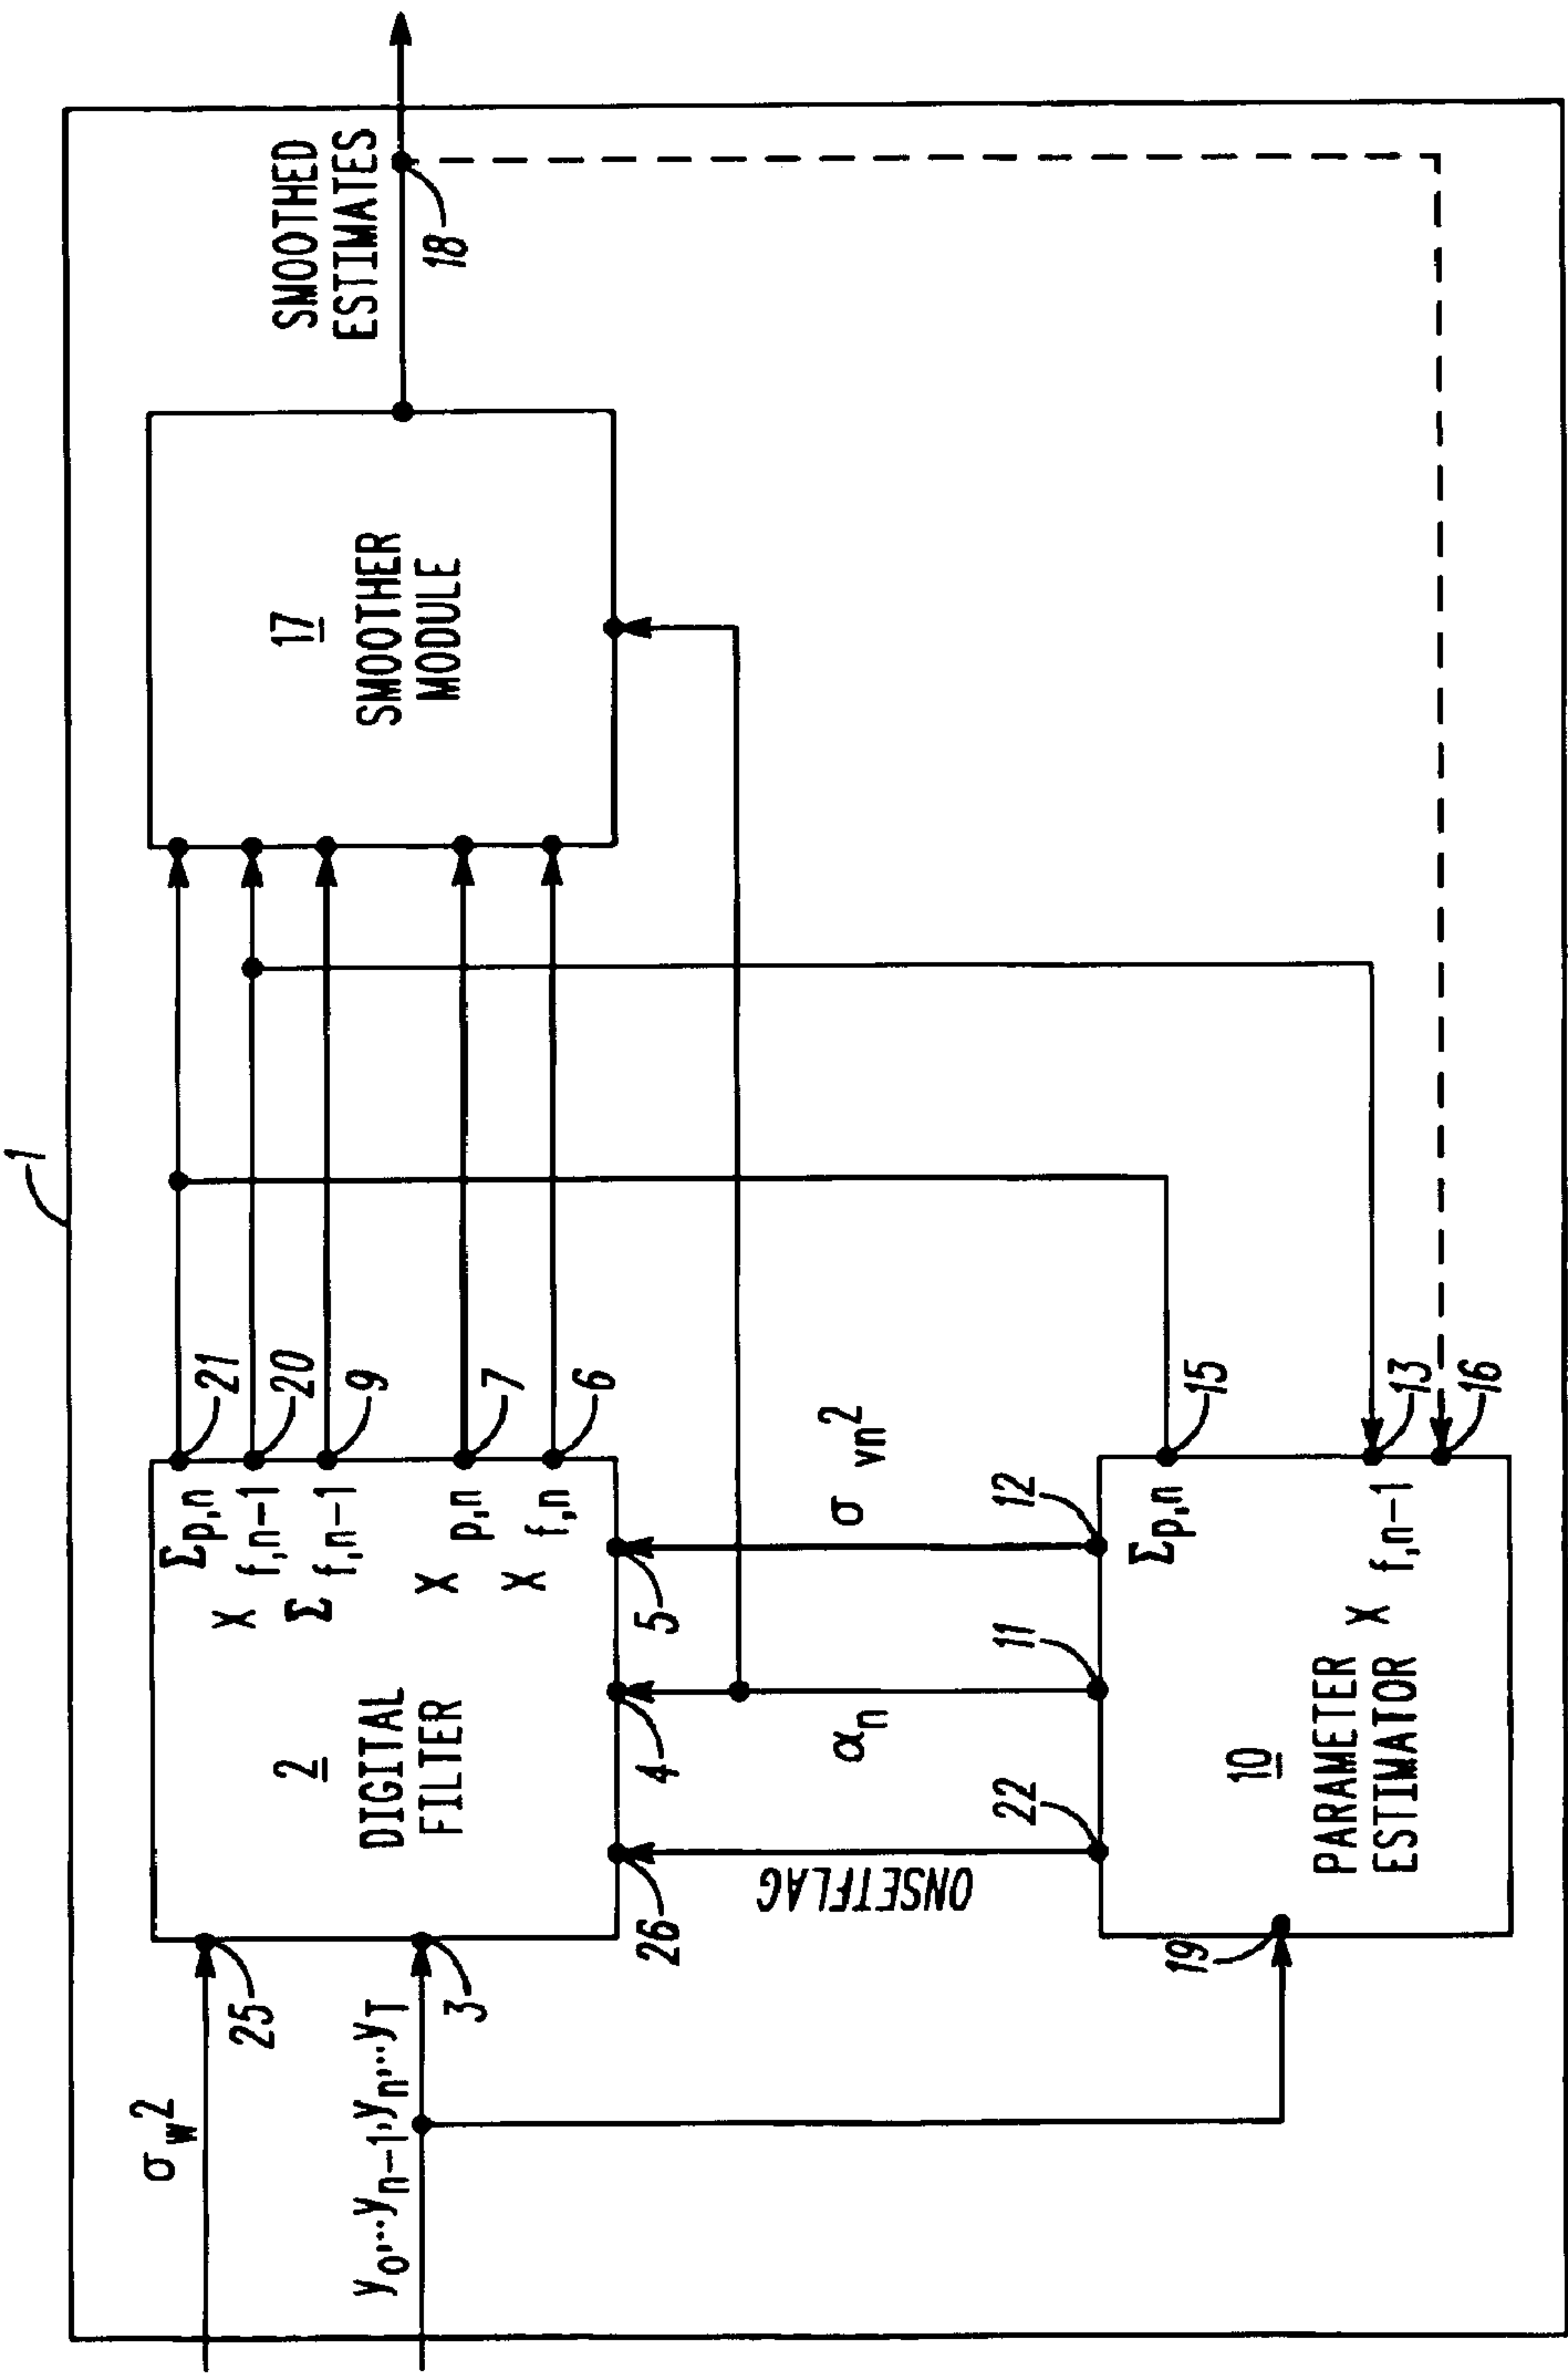 1
σw²
25
y0...yn-1,yn...yT
3
2
DIGITAL
FILTER
Σp,n
X f,n-1
Σ f,n-1
X p,n
X f,n
21
20
9
7
6
17
SMOOTHER
MODULE
SMOOTHED
ESTIMATES
18
26
4
5
ONSETFLAG
αn
σ vn²
22
11
12
19
10
PARAMETER
ESTIMATOR
Σp,n
X f,n-1
15
13
16